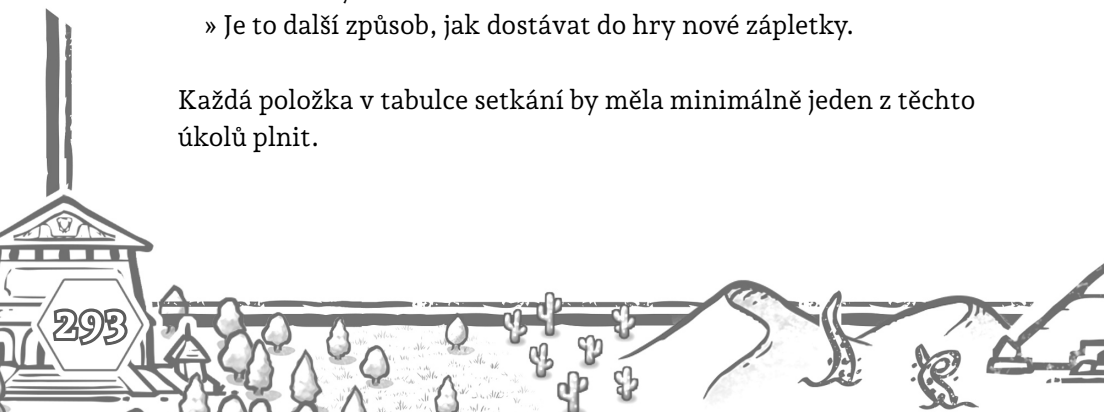 » Je to další způsob, jak dostávat do hry nové zápletky.
Každá položka v tabulce setkání by měla minimálně jeden z těchto
úkolů plnit.
293